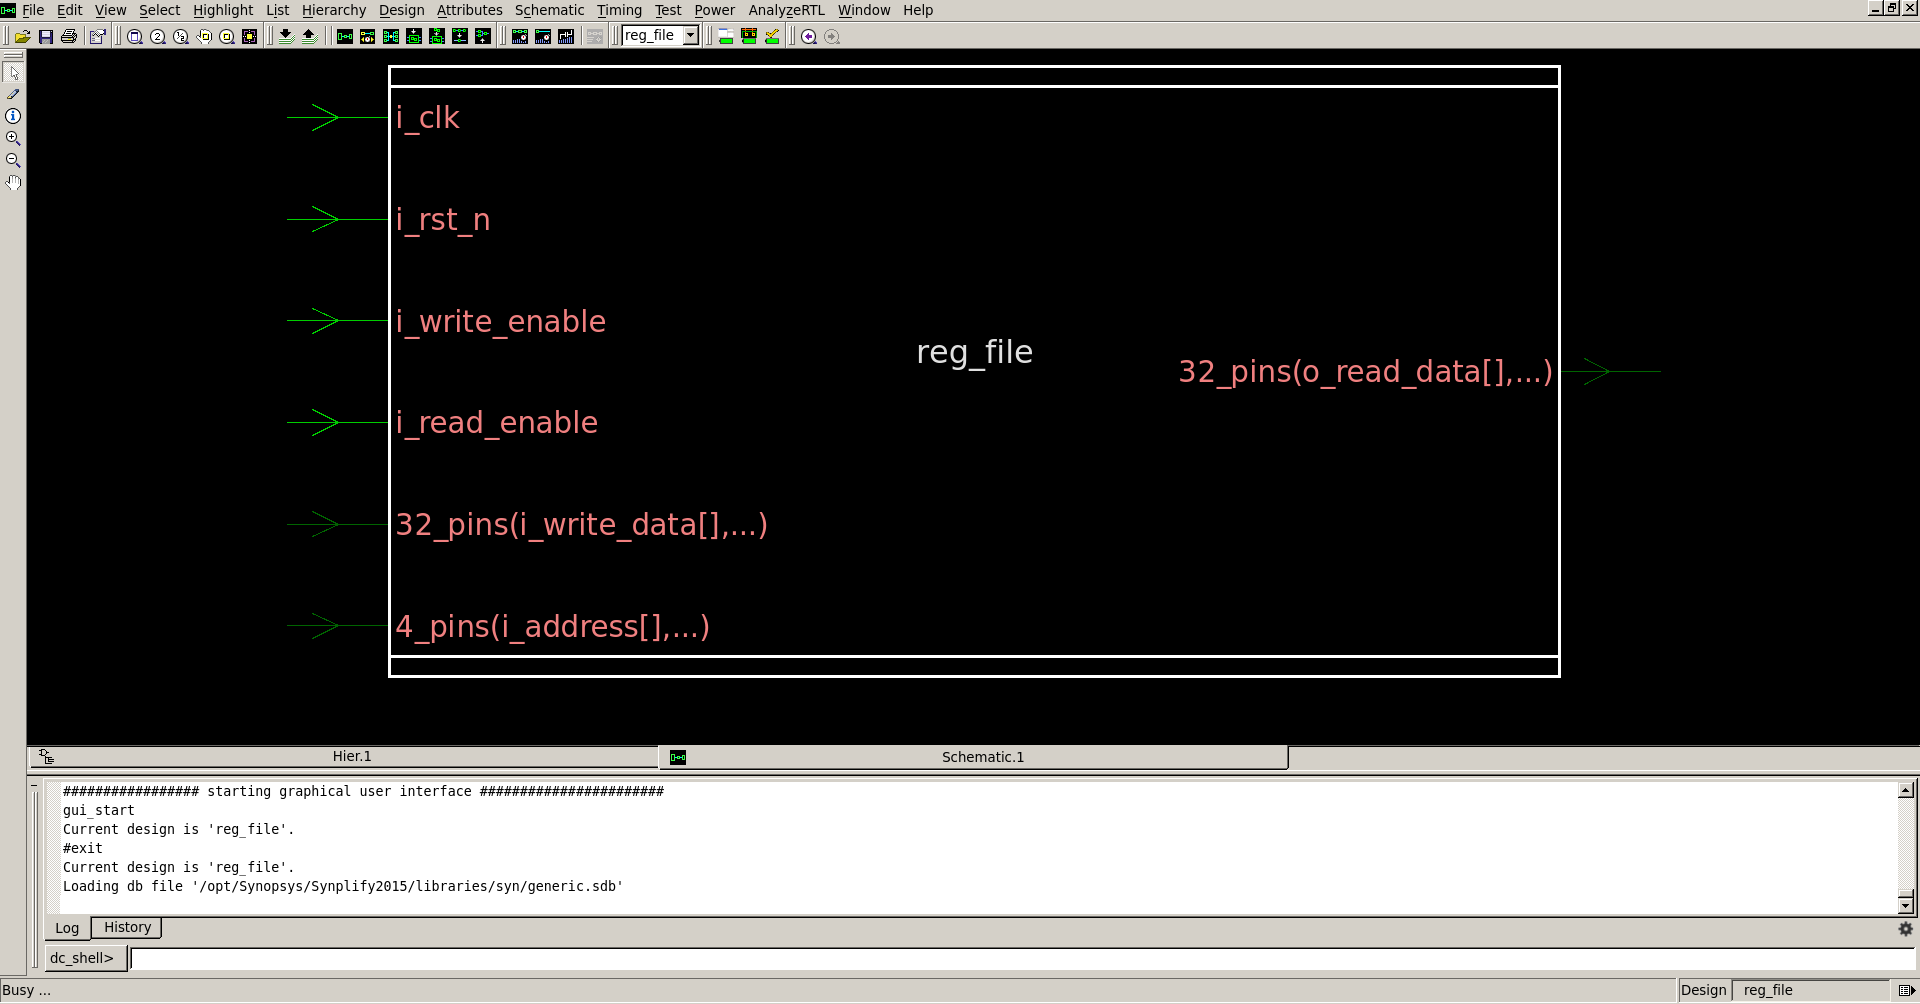 File Edit View Select Highlight List Hierarchy Design Attributes Schematic Timing Test Power AnalyzeRTL Window Help
reg_file
i_clk
i_rst_n
i_write_enable
reg_file
32_pins(o_read_data[],...)
i_read_enable
32_pins(i_write_data[],...)
4_pins(i_address[],...)
Hier.1 Schematic.1
################# starting graphical user interface #######################
gui_start
Current design is 'reg_file'.
#exit
Current design is 'reg_file'.
Loading db file '/opt/Synopsys/Synplify2015/libraries/syn/generic.sdb'
Log History
dc_shell>
Busy ... Design reg_file